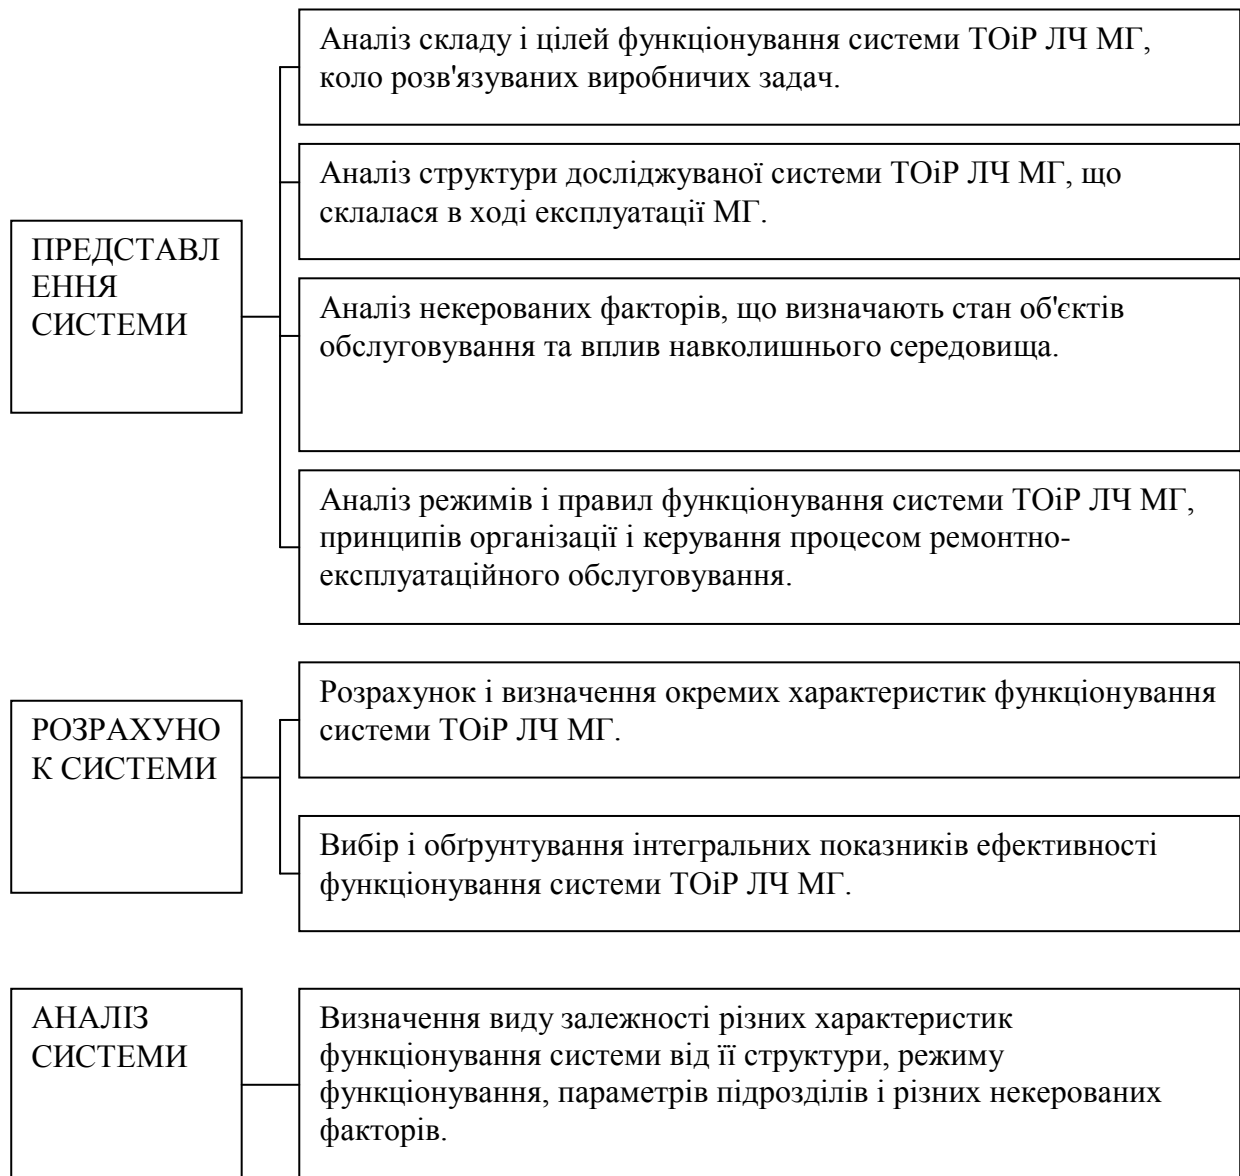 Аналіз складу і цілей функціонування системи ТОіР ЛЧ МГ,
коло розв'язуваних виробничих задач.
Аналіз структури досліджуваної системи ТОіР ЛЧ МГ, що
склалася в ході експлуатації МГ.
ПРЕДСТАВЛ
ЕННЯ
СИСТЕМИ
Аналіз некерованих факторів, що визначають стан об'єктів
обслуговування та вплив навколишнього середовища.
Аналіз режимів і правил функціонування системи ТОіР ЛЧ МГ,
принципів організації і керування процесом ремонтно-
експлуатаційного обслуговування.
РОЗРАХУНО
К СИСТЕМИ
Розрахунок і визначення окремих характеристик функціонування
системи ТОіР ЛЧ МГ.
Вибір і обґрунтування інтегральних показників ефективності
функціонування системи ТОіР ЛЧ МГ.
АНАЛІЗ
СИСТЕМИ
Визначення виду залежності різних характеристик
функціонування системи від її структури, режиму
функціонування, параметрів підрозділів і різних некерованих
факторів.